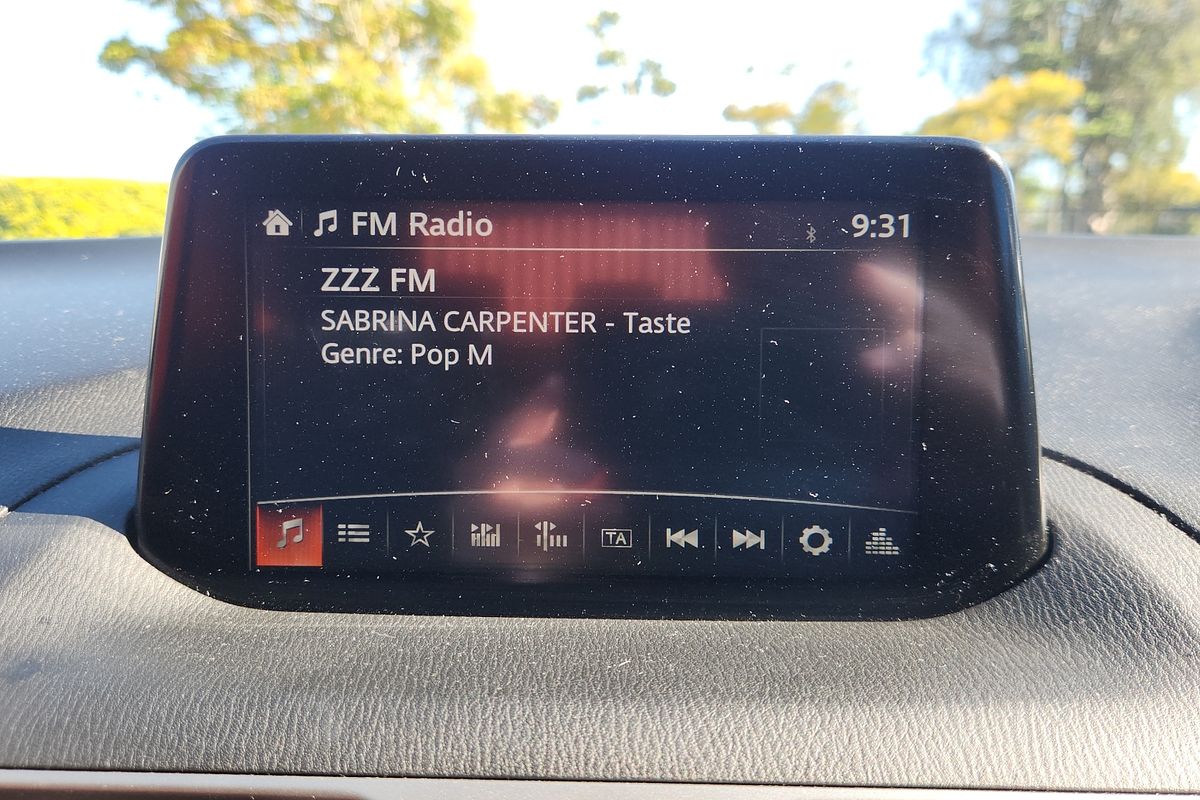 FM Radio 9:31
ZZZ FM
SABRINA CARPENTER - Taste
Genre: Pop M
TA